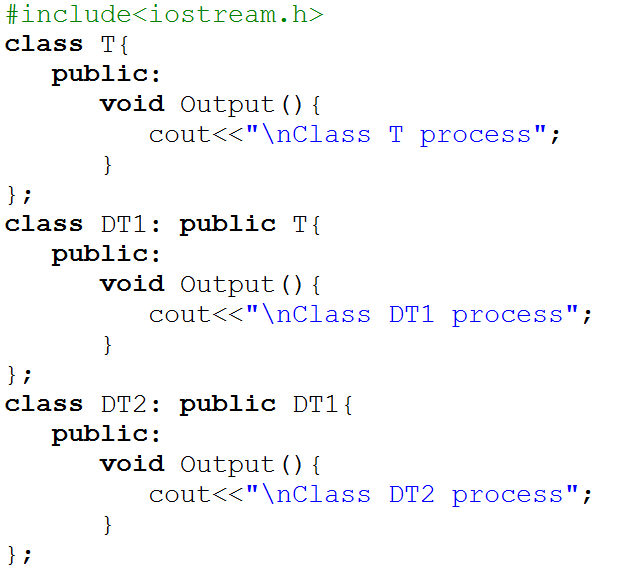 #include<iostream.h>
class T{
   public:
      void Output(){
         cout<<"\nClass T process";
      }
};
class DT1: public T{
   public:
      void Output(){
         cout<<"\nClass DT1 process";
      }
};
class DT2: public DT1{
   public:
      void Output(){
         cout<<"\nClass DT2 process";
      }
};